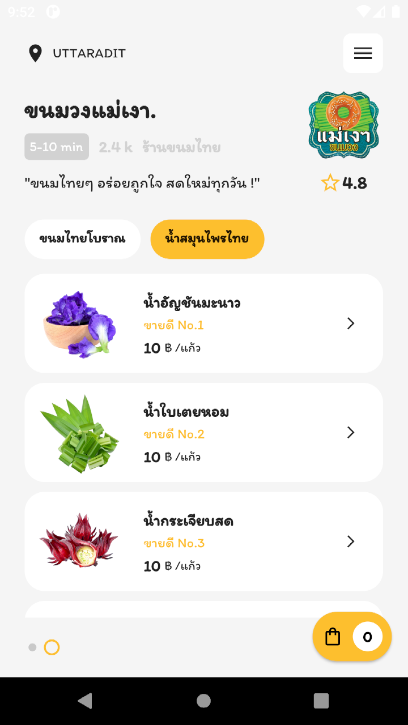 9:52
UTTARADIT
ขนมวงแม่เงา.
5-10 min 2.4 k ร้านขนมไทย
แม่เงา
"ขนมไทยๆ อร่อยถูกใจ สดใหม่ทุกวัน !"
4.8
ขนมไทยโบราณ
น้ำสมุนไพรไทย
น้ำอัญชันมะนาว
ขายดี No.1
10 ฿ /แก้ว
น้ำใบเตยหอม
ขายดี No.2
10 ฿ /แก้ว
น้ำกระเจียบสด
ขายดี No.3
10 ฿ /แก้ว
0